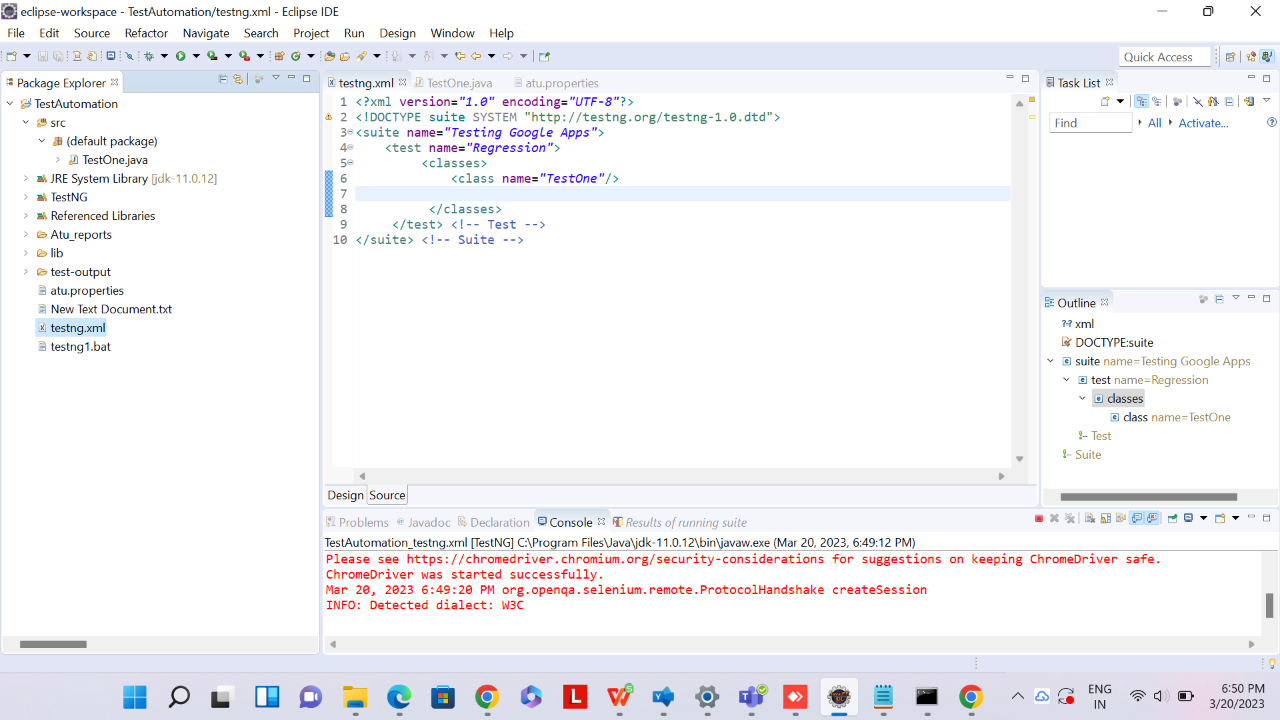 eclipse-workspace - TestAutomation/testng.xml - Eclipse IDE
File Edit Source Refactor Navigate Search Project Run Design Window Help
Quick Access
Package Explorer
TestAutomation
src
(default package)
TestOne.java
JRE System Library [jdk-11.0.12]
TestNG
Referenced Libraries
Atu_reports
lib
test-output
atu.properties
New Text Document.txt
testng.xml
testng1.bat
testng.xml TestOne.java atu.properties
1 <?xml version="1.0" encoding="UTF-8"?>
2 <!DOCTYPE suite SYSTEM "http://testng.org/testng-1.0.dtd">
3 <suite name="Testing Google Apps">
4 <test name="Regression">
5 <classes>
6 <class name="TestOne"/>
7
8 </classes>
9 </test> <!-- Test -->
10 </suite> <!-- Suite -->
Design Source
Task List
Find All Activate...
Outline
xml
DOCTYPE:suite
suite name=Testing Google Apps
test name=Regression
classes
class name=TestOne
Test
Suite
Problems Javadoc Declaration Console Results of running suite
TestAutomation_testng.xml [TestNG] C:\Program Files\Java\jdk-11.0.12\bin\javaw.exe (Mar 20, 2023, 6:49:12 PM)
Please see https://chromedriver.chromium.org/security-considerations for suggestions on keeping ChromeDriver safe.
ChromeDriver was started successfully.
Mar 20, 2023 6:49:20 PM org.openqa.selenium.remote.ProtocolHandshake createSession
INFO: Detected dialect: W3C
ENG
IN
6:50 PM
3/20/2023